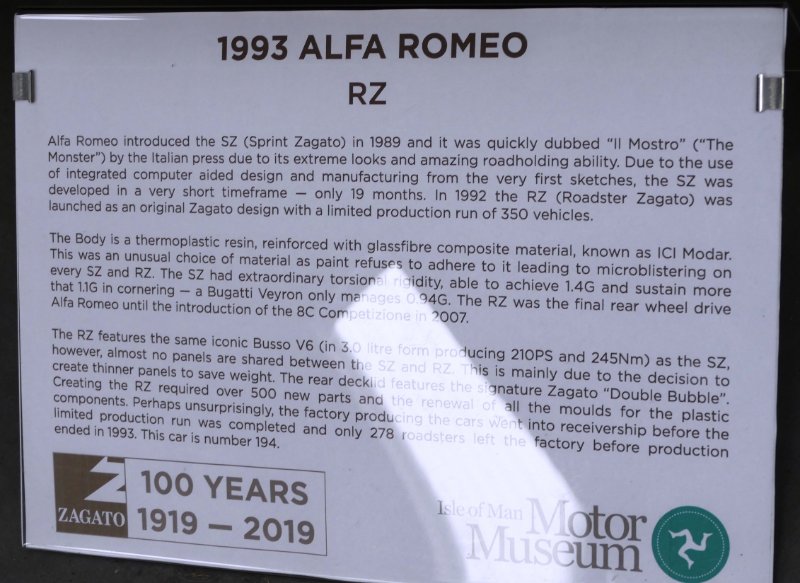 1993 ALFA ROMEO
RZ
Alfa Romeo introduced the SZ (Sprint Zagato) in 1989 and it was quickly dubbed "Il Mostro" ("The
Monster") by the Italian press due to its extreme looks and amazing roadholding ability. Due to the use
of integrated computer aided design and manufacturing from the very first sketches, the SZ was
developed in a very short timeframe — only 19 months. In 1992 the RZ (Roadster Zagato) was
launched as an original Zagato design with a limited production run of 350 vehicles.
The Body is a thermoplastic resin, reinforced with glassfibre composite material, known as ICI Modar.
This was an unusual choice of material as paint refuses to adhere to it leading to microblistering on
every SZ and RZ. The SZ had extraordinary torsional rigidity, able to achieve 1.4G and sustain more
that 1.1G in cornering — a Bugatti Veyron only manages 0.94G. The RZ was the final rear wheel drive
Alfa Romeo until the introduction of the 8C Competizione in 2007.
The RZ features the same iconic Busso V6 (in 3.0 litre form producing 210PS and 245Nm) as the SZ,
however, almost no panels are shared between the SZ and RZ. This is mainly due to the decision to
create thinner panels to save weight. The rear decklid features the signature Zagato "Double Bubble".
Creating the RZ required over 500 new parts and the renewal of all the moulds for the plastic
components. Perhaps unsurprisingly, the factory producing the cars went into receivership before the
limited production run was completed and only 278 roadsters left the factory before production
ended in 1993. This car is number 194.
ZAGATO
100 YEARS
1919 — 2019
Isle of Man Motor
Museum